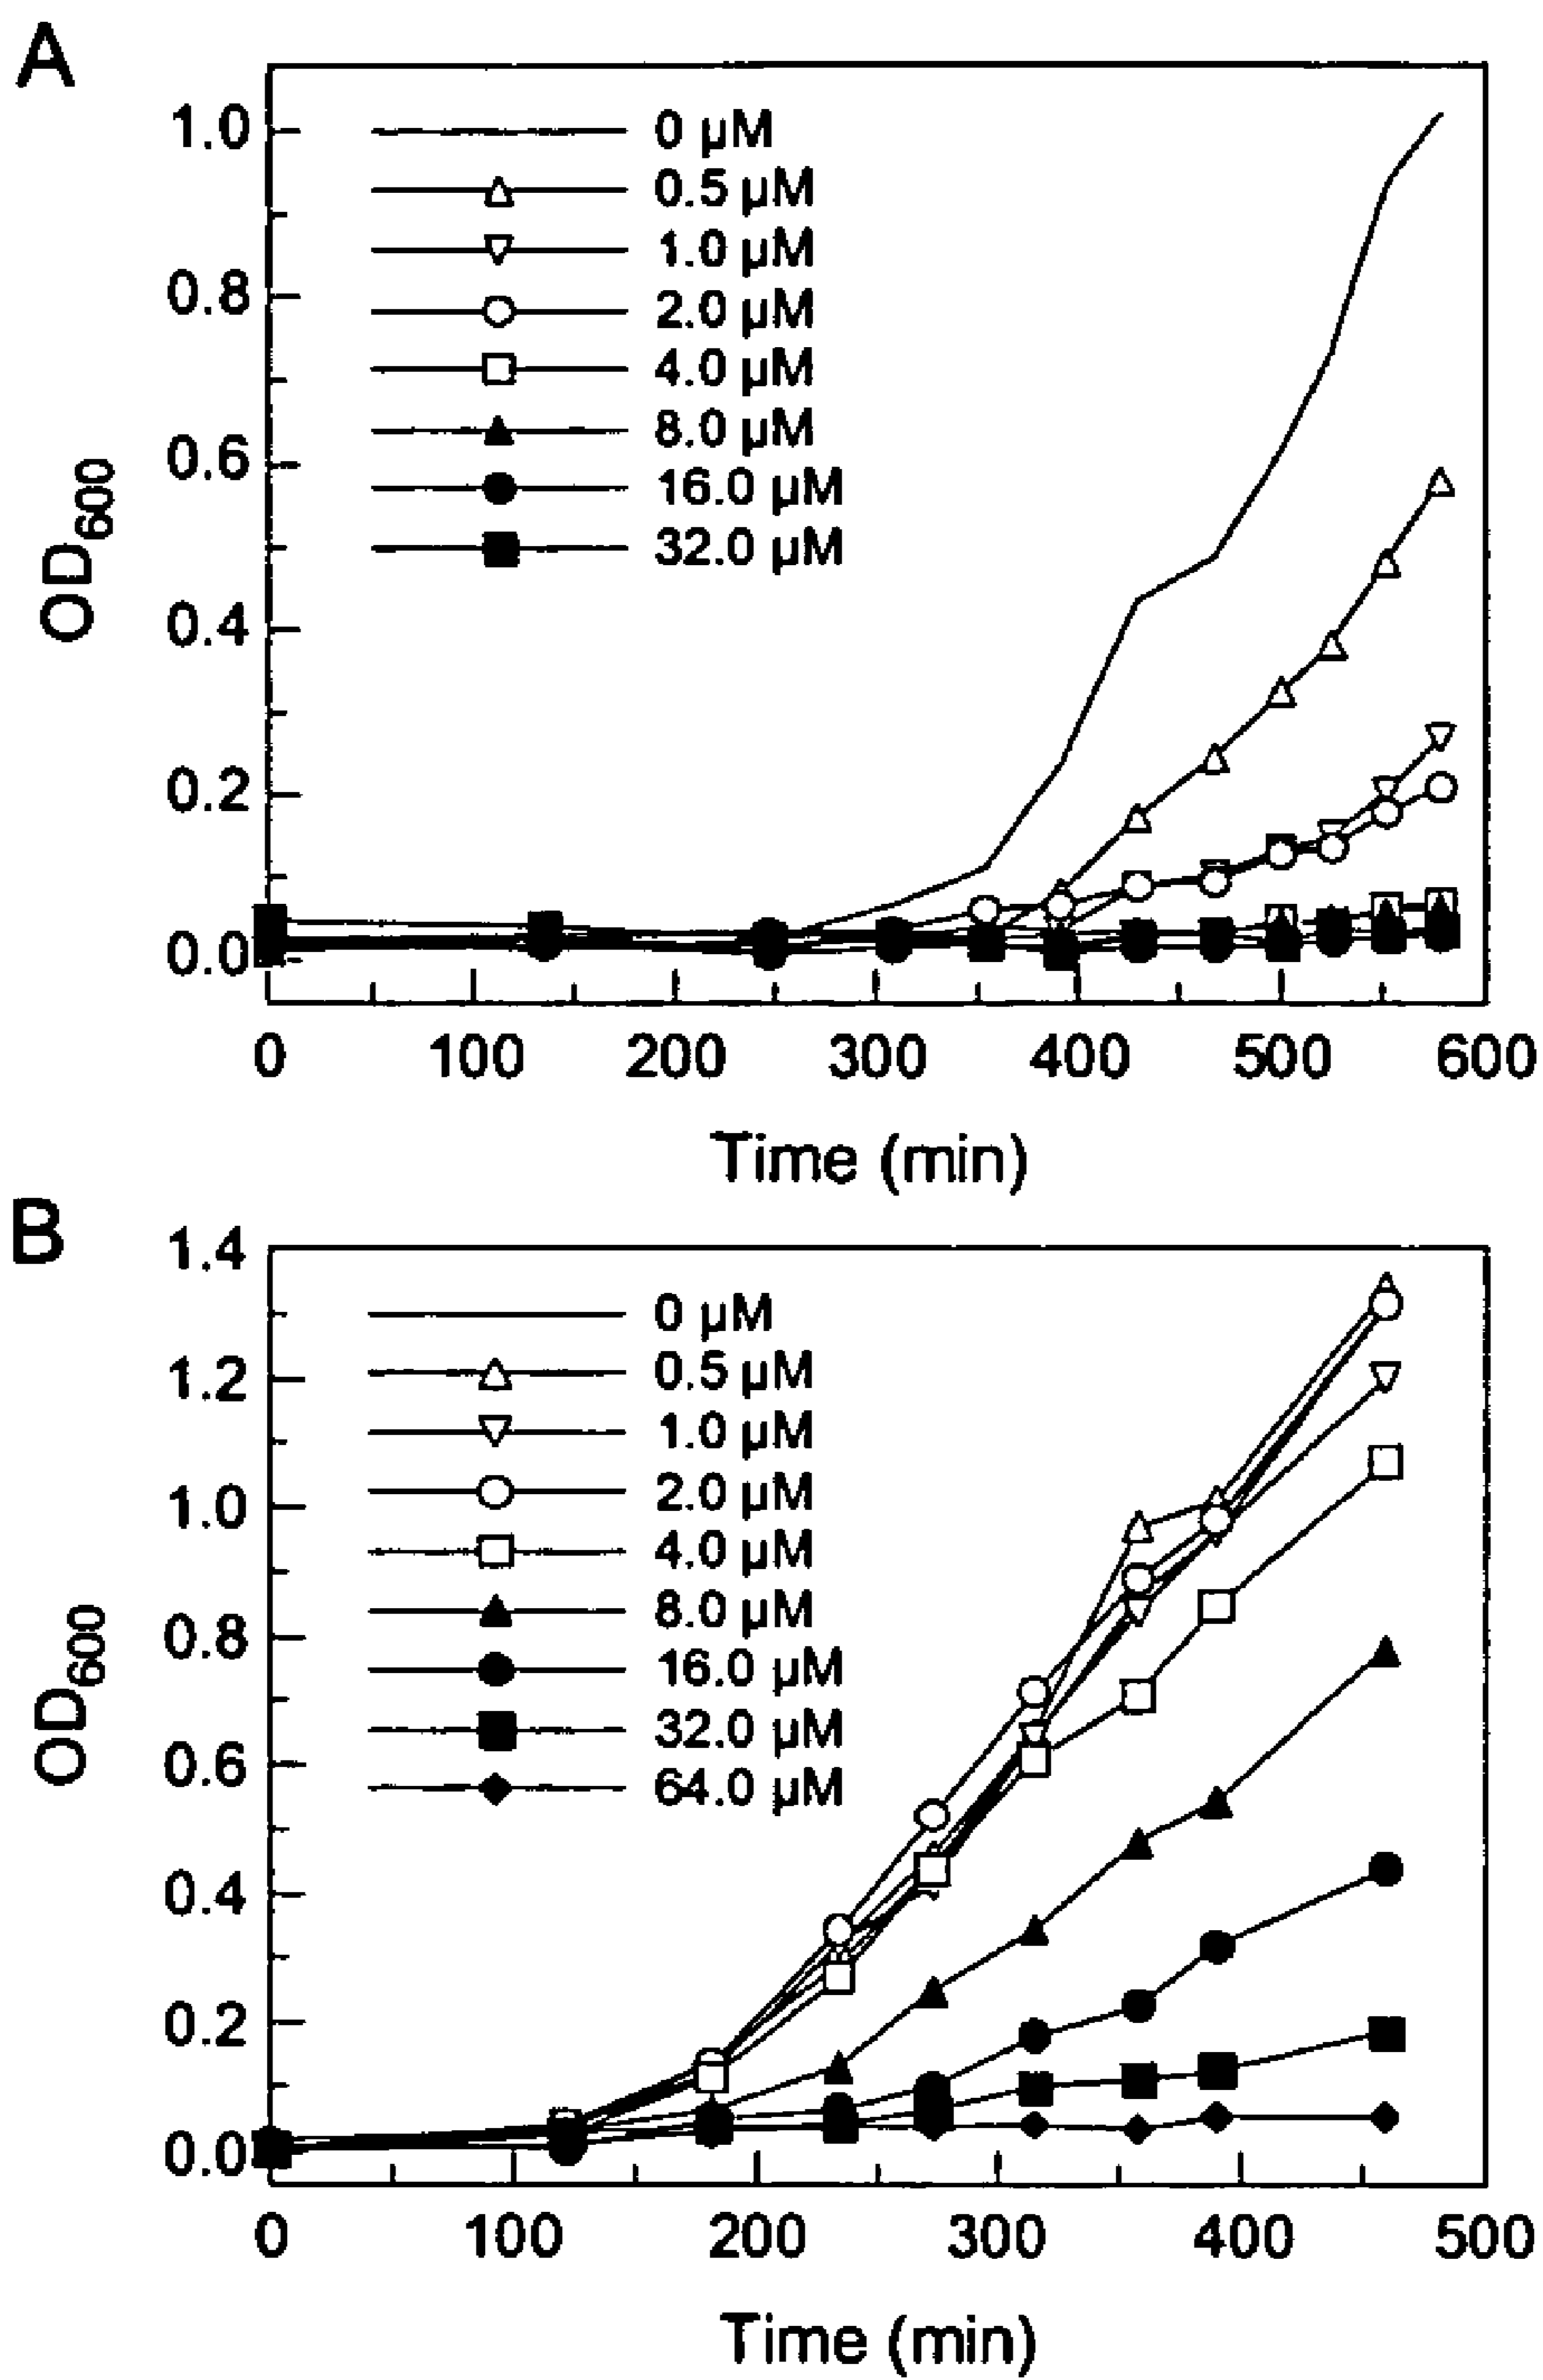 A
1.0
0.8
0.6
0.4
0.2
0.0
OD600
0 µM
0.5 µM
1.0 µM
2.0 µM
4.0 µM
8.0 µM
16.0 µM
32.0 µM
0 100 200 300 400 500 600
Time (min)
B
1.4
1.2
1.0
0.8
0.6
0.4
0.2
0.0
OD600
0 µM
0.5 µM
1.0 µM
2.0 µM
4.0 µM
8.0 µM
16.0 µM
32.0 µM
64.0 µM
0 100 200 300 400 500
Time (min)